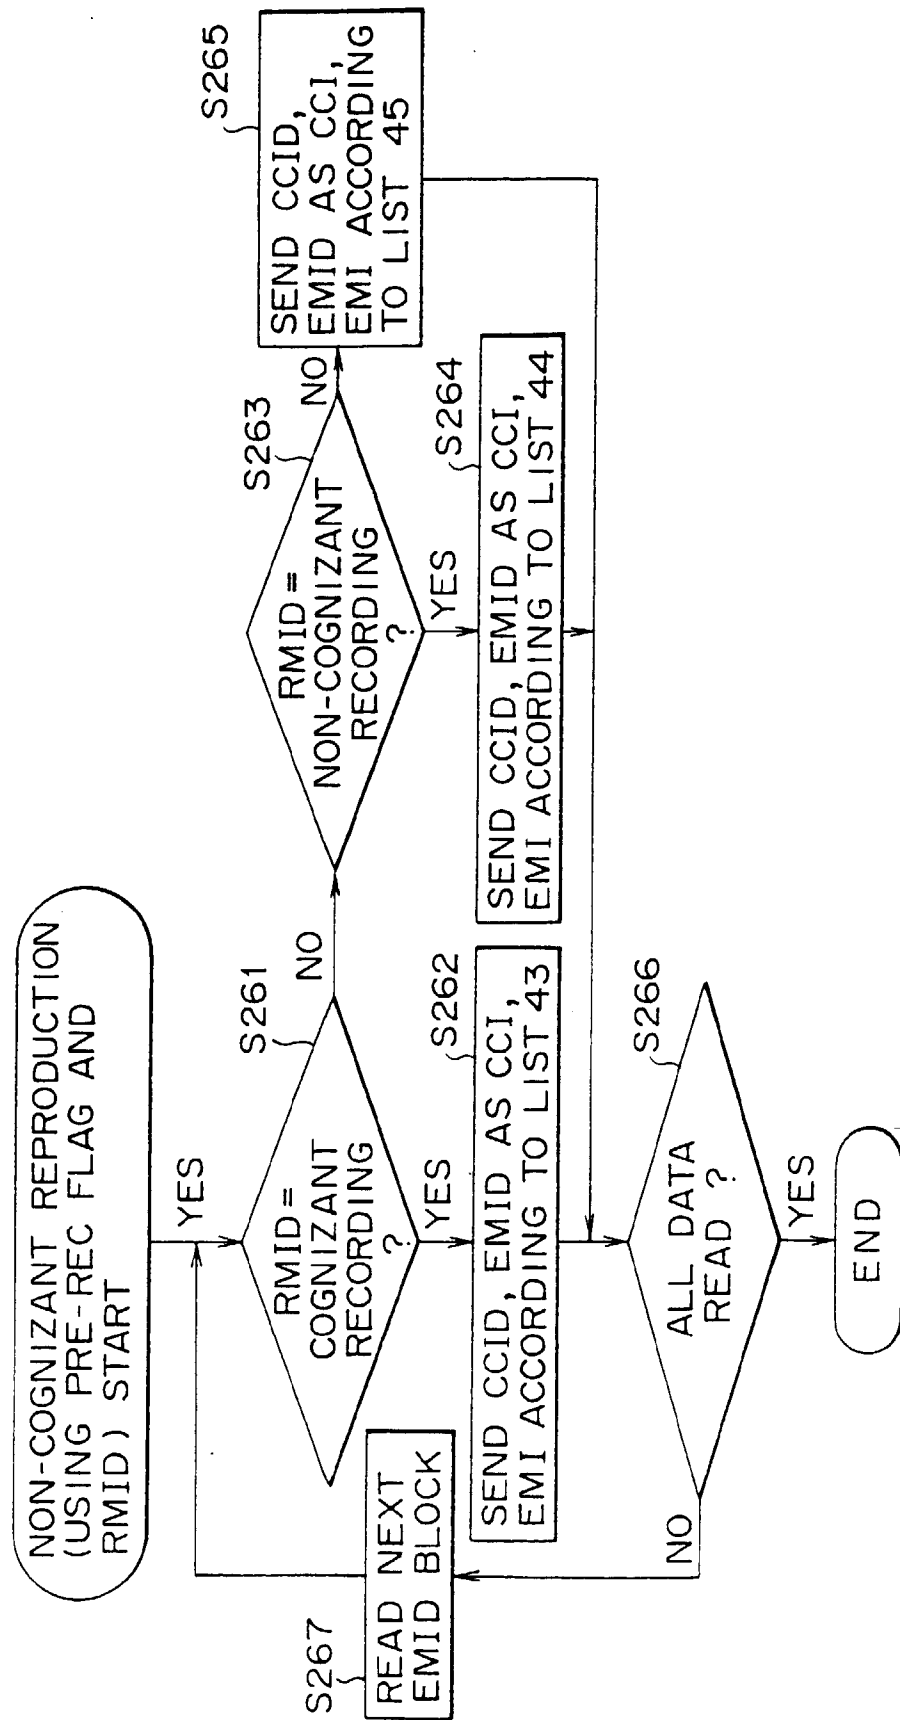 NON-COGNIZANT REPRODUCTION
(USING PRE-REC FLAG AND
RMID) START
YES
S261
RMID=
COGNIZANT
RECORDING
?
NO
YES
S262
SEND CCID, EMID AS CCI,
EMI ACCORDING TO LIST 43
S263
RMID=
NON-COGNIZANT
RECORDING
?
NO
YES
S264
SEND CCID, EMID AS CCI,
EMI ACCORDING TO LIST 44
S265
SEND CCID,
EMID AS CCI,
EMI ACCORDING
TO LIST 45
S266
ALL DATA
READ ?
NO
YES
S267
READ NEXT
EMID BLOCK
END